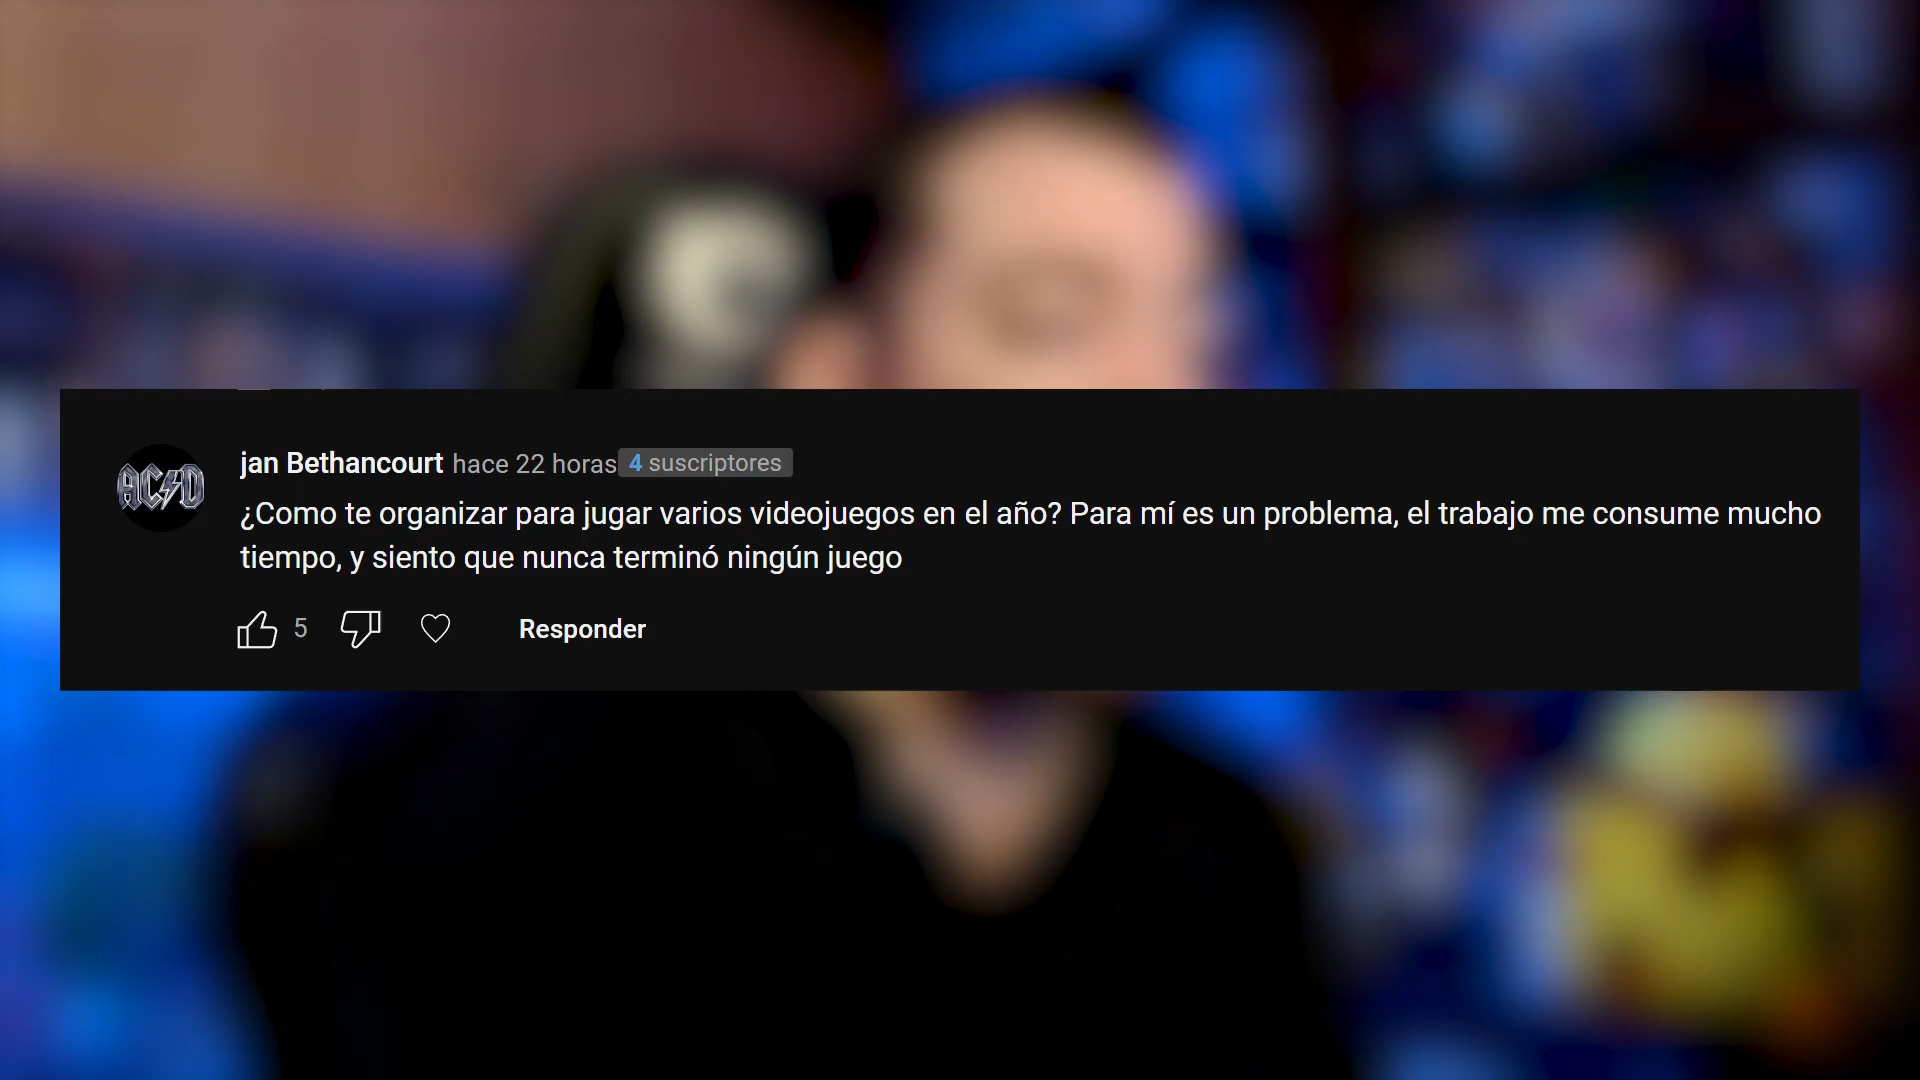 AC⚡D
jan Bethancourt hace 22 horas 4 suscriptores
¿Como te organizar para jugar varios videojuegos en el año? Para mí es un problema, el trabajo me consume mucho
tiempo, y siento que nunca terminó ningún juego
5 Responder